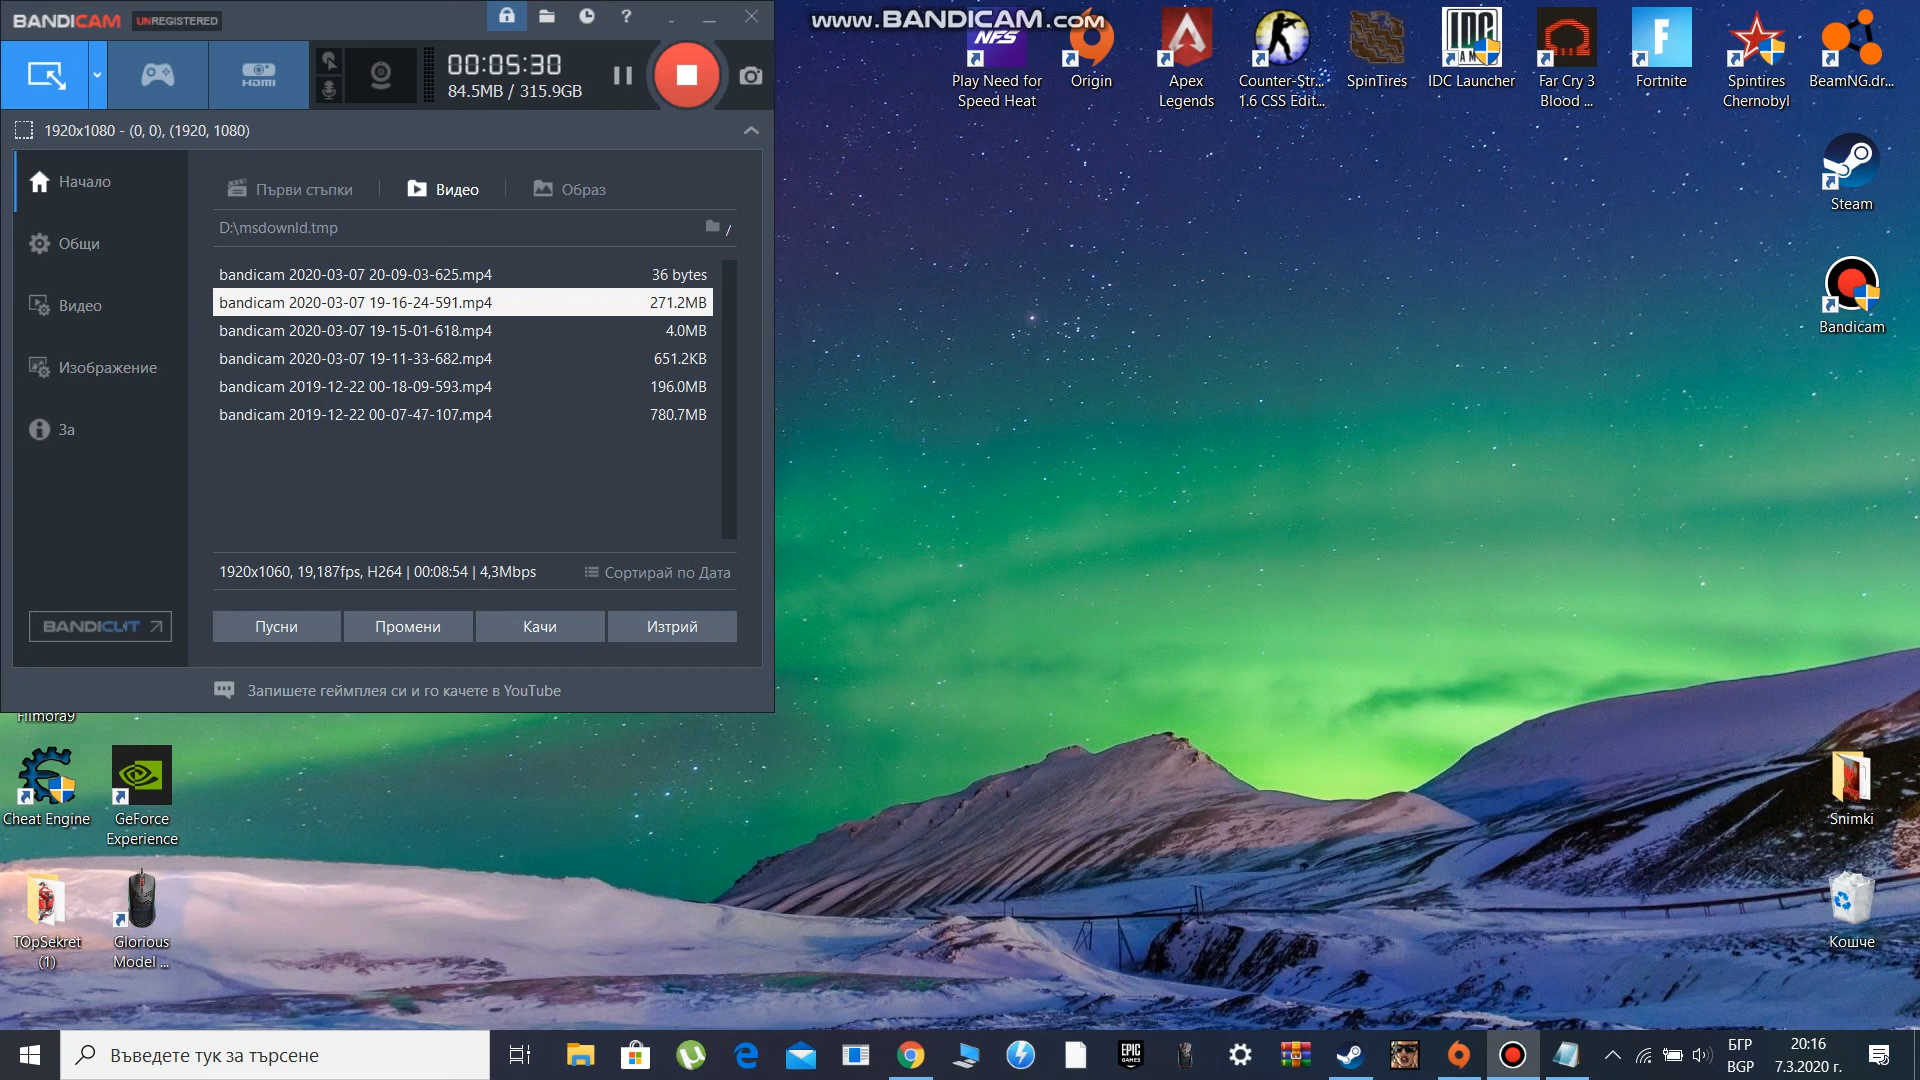 BANDICAM UNREGISTERED
?
www.BANDICAM.com
HDMI
00:05:30
84.5MB / 315.9GB
1920x1080 - (0, 0), (1920, 1080)
Начало
Общи
Видео
Изображение
За
BANDICUT
Първи стъпки
Видео
Образ
D:\msdownld.tmp
/
bandicam 2020-03-07 20-09-03-625.mp4 36 bytes
bandicam 2020-03-07 19-16-24-591.mp4 271.2MB
bandicam 2020-03-07 19-15-01-618.mp4 4.0MB
bandicam 2020-03-07 19-11-33-682.mp4 651.2KB
bandicam 2019-12-22 00-18-09-593.mp4 196.0MB
bandicam 2019-12-22 00-07-47-107.mp4 780.7MB
1920x1060, 19,187fps, H264 | 00:08:54 | 4,3Mbps
Сортирай по Дата
Пусни
Промени
Качи
Изтрий
Запишете геймплея си и го качете в YouTube
NFS
Play Need for
Speed Heat
Origin
Apex
Legends
Counter-Str...
1.6 CSS Edit...
SpinTires
IDC
IDC Launcher
Far Cry 3
Blood ...
F
Fortnite
Spintires
Chernobyl
BeamNG.dr...
Steam
Bandicam
Filmora9
Cheat Engine
GeForce
Experience
TOpSekret
(1)
Glorious
Model ...
Snimki
Кошче
Въведете тук за търсене
EPIC
GAMES
БГР
BGP
20:16
7.3.2020 г.